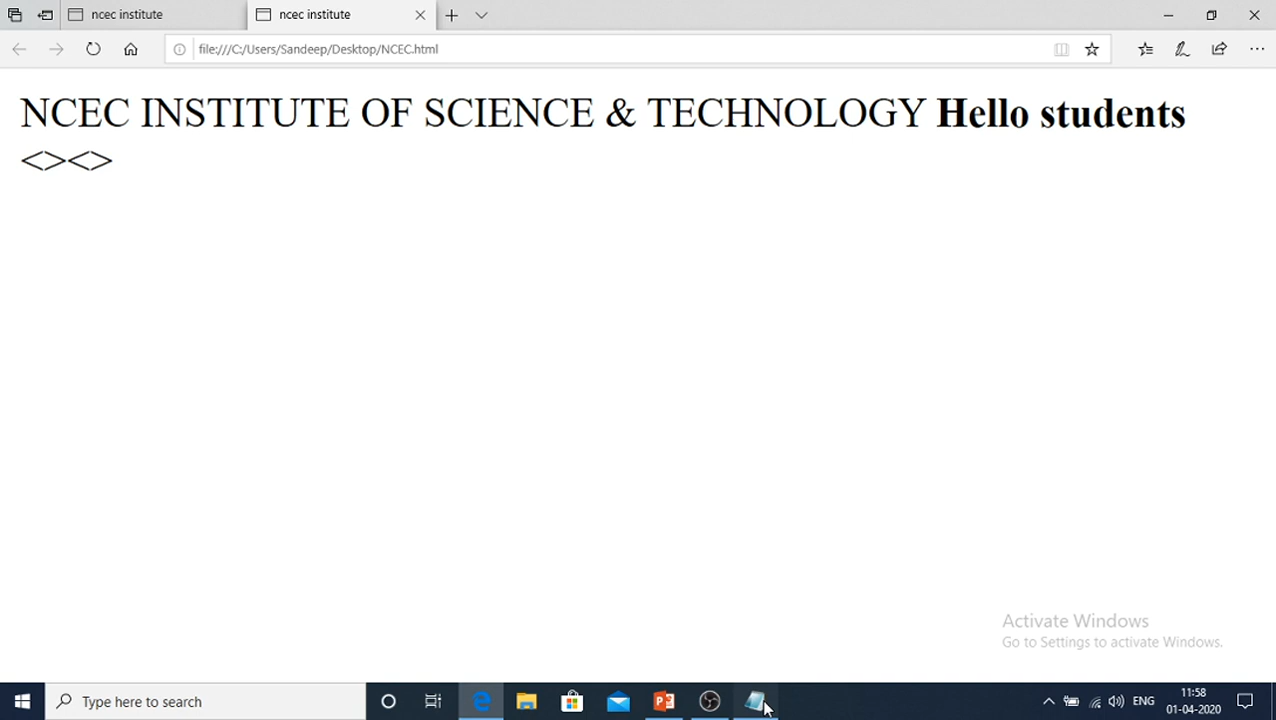 ncec institute
ncec institute
file:///C:/Users/Sandeep/Desktop/NCEC.html
NCEC INSTITUTE OF SCIENCE & TECHNOLOGY Hello students
<><>
Activate Windows
Go to Settings to activate Windows.
Type here to search
ENG
11:58
01-04-2020